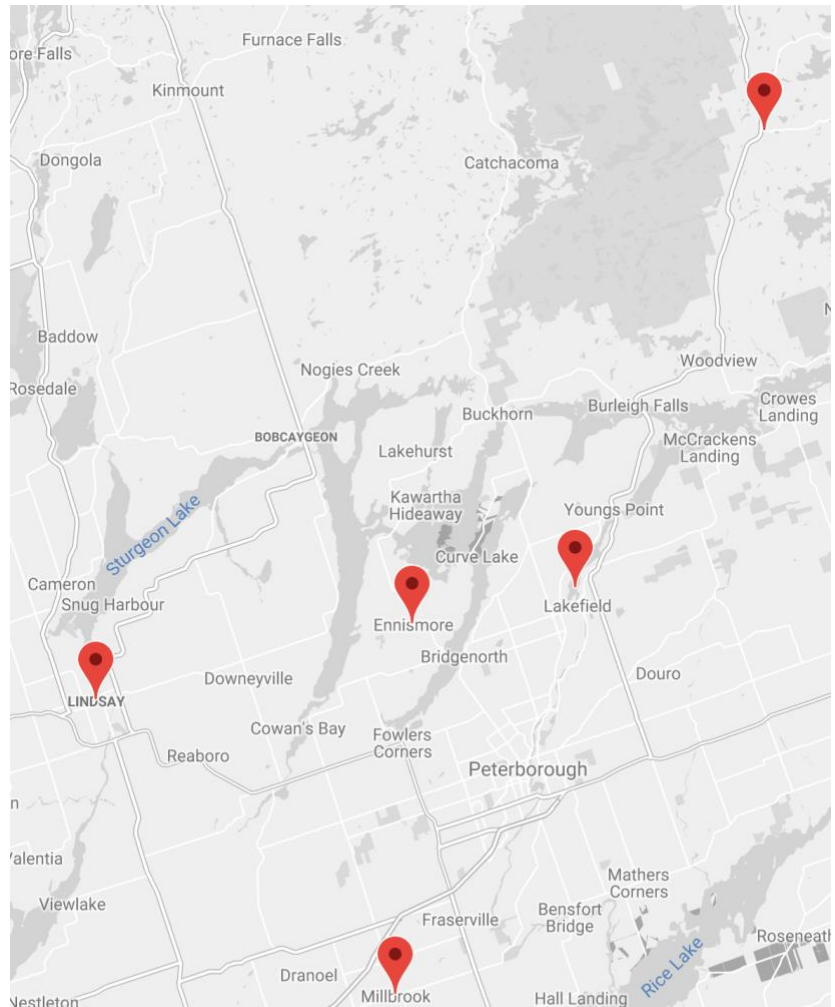 Furnace Falls
ore Falls
Kinmount
Dongola
Catchacoma
Baddow
Woodview
Nogies Creek
Rosedale
Crowes
Landing
Burleigh Falls
Buckhorn
BOBCAYGEON
McCrackens
Landing
Lakehurst
Kawartha
Hideaway
Youngs Point
Sturgeon Lake
Curve Lake
Cameron
Snug Harbour
Lakefield
Ennismore
Bridgenorth
Douro
Downeyville
LINDSAY
Cowan's Bay
Fowlers
Corners
Reaboro
Peterborough
n
Valentia
Mathers
Corners
Viewlake
Bensfort
Bridge
Fraserville
Roseneath
Rice Lake
Dranoel
Millbrook
Hall Landing
Nestleton